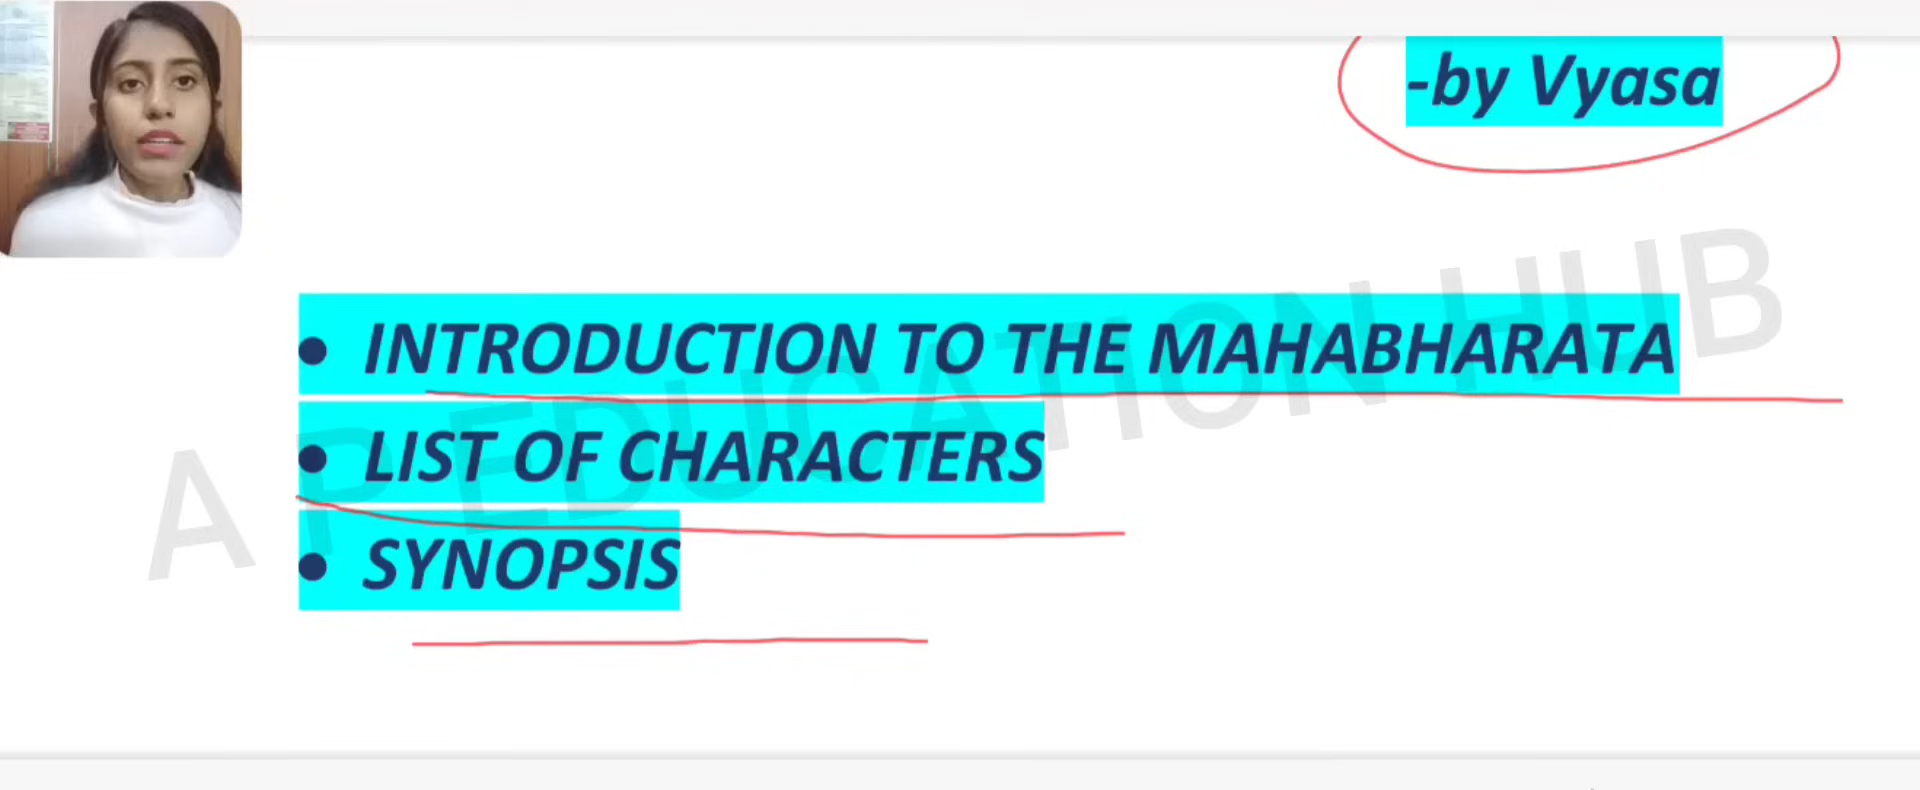 -by Vyasa
• INTRODUCTION TO THE MAHABHARATA
• LIST OF CHARACTERS
• SYNOPSIS
A P EDUCATION HUB